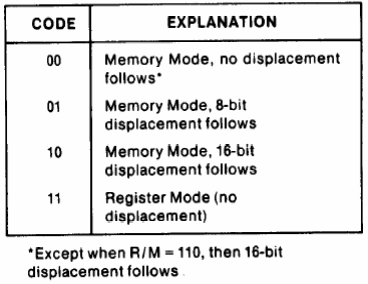 CODE EXPLANATION
00 Memory Mode, no displacement
follows*
01 Memory Mode, 8-bit
displacement follows
10 Memory Mode, 16-bit
displacement follows
11 Register Mode (no
displacement)
*Except when R/M = 110, then 16-bit
displacement follows